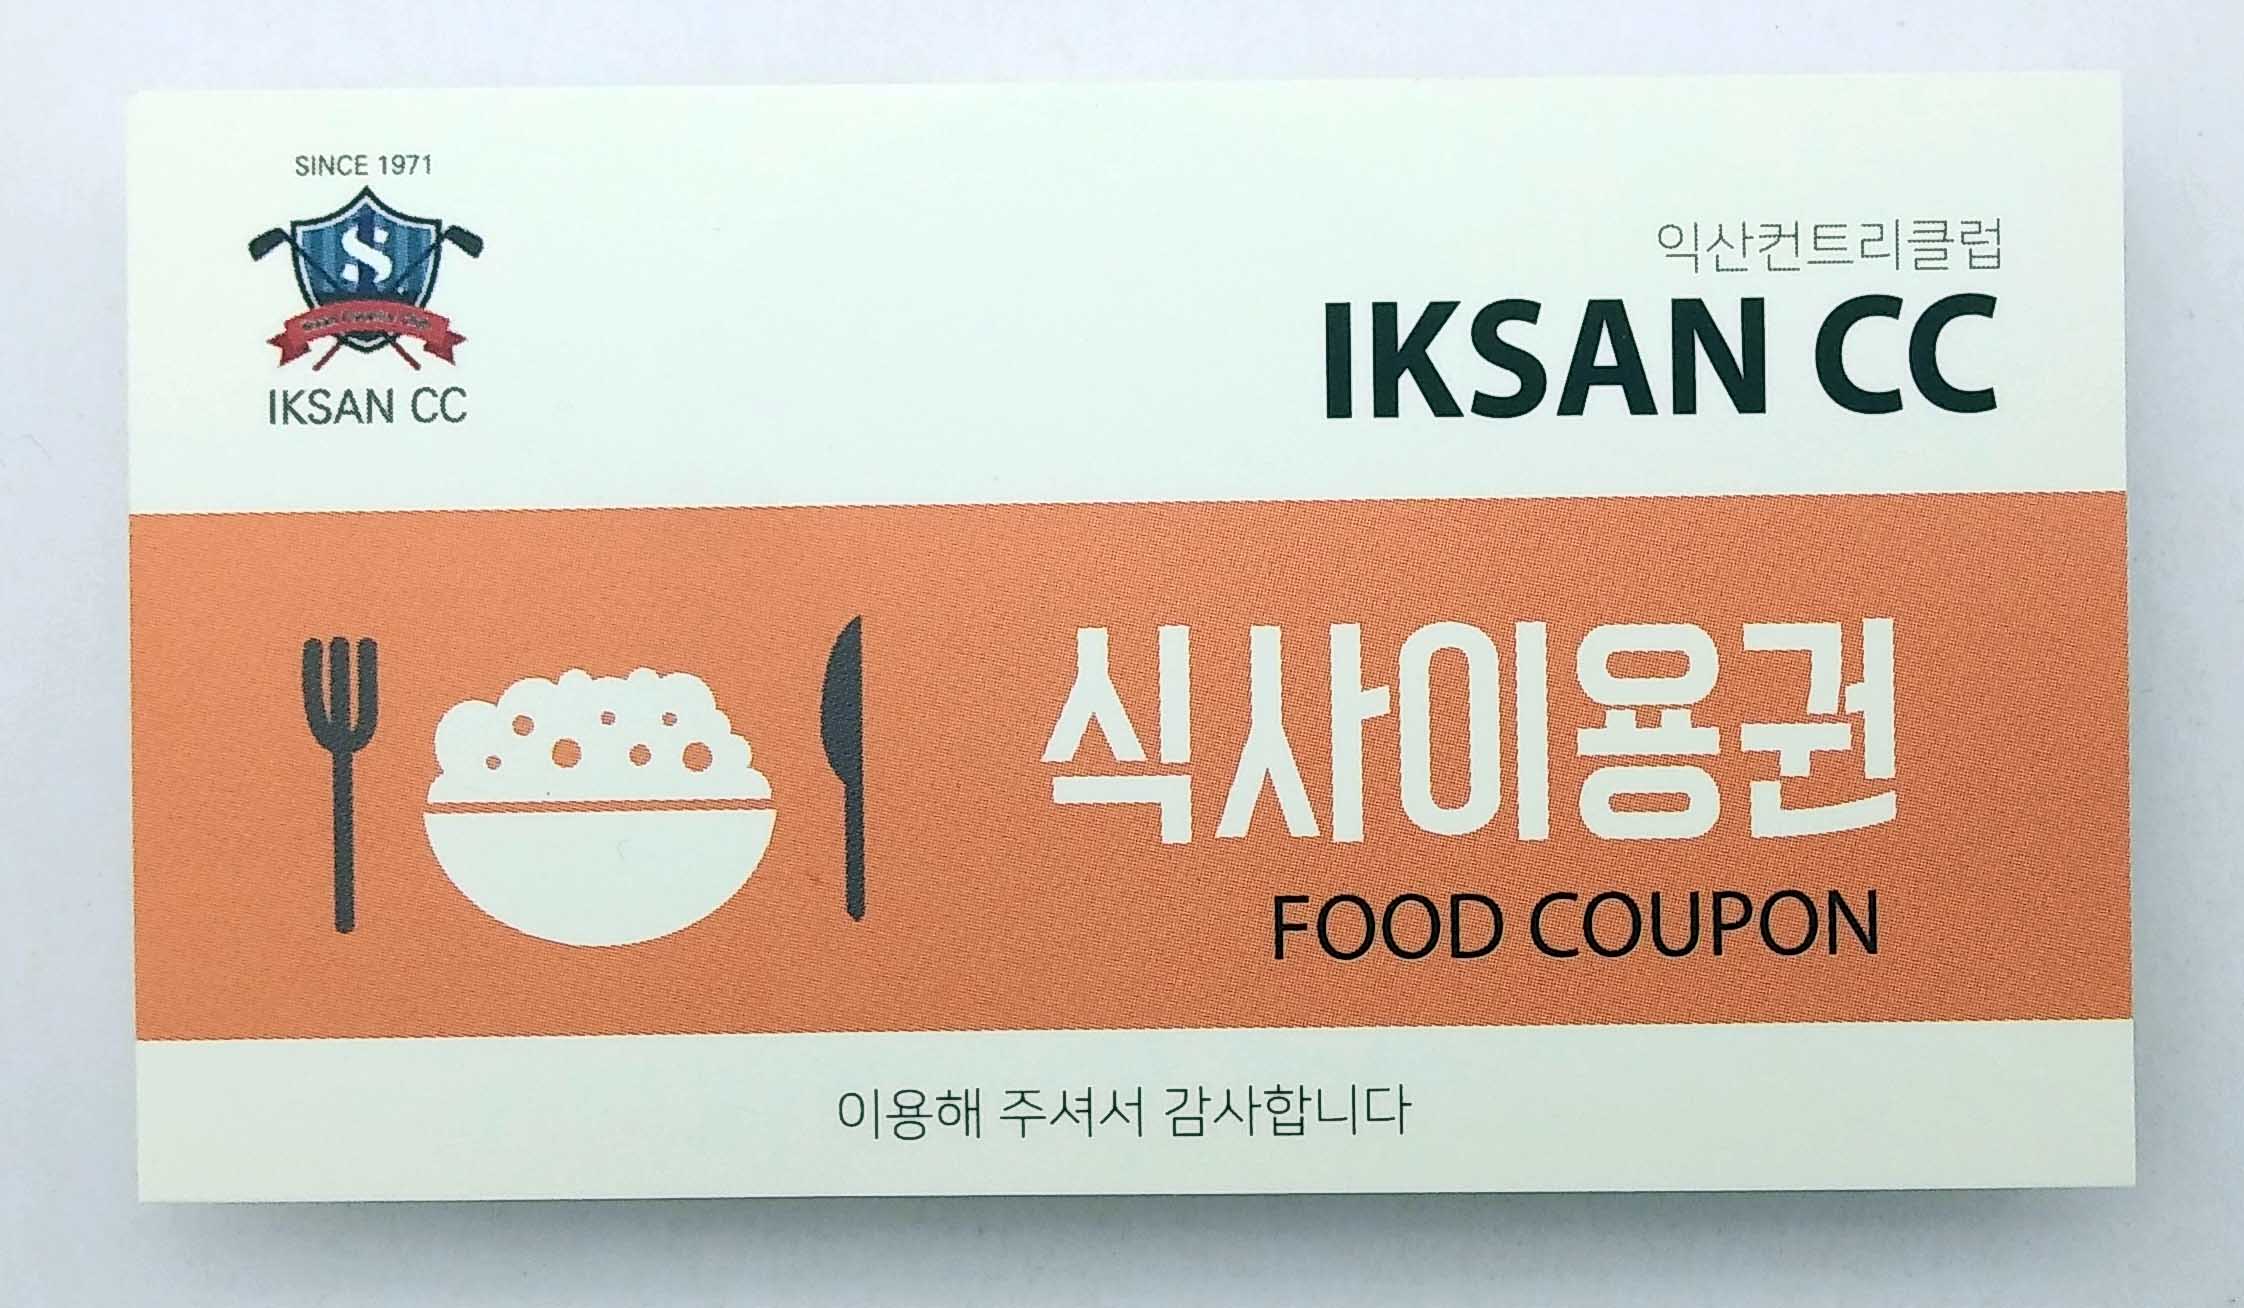 SINCE 1971
S
IKSAN CC
익산컨트리클럽
IKSAN CC
식사이용권
FOOD COUPON
이용해 주셔서 감사합니다